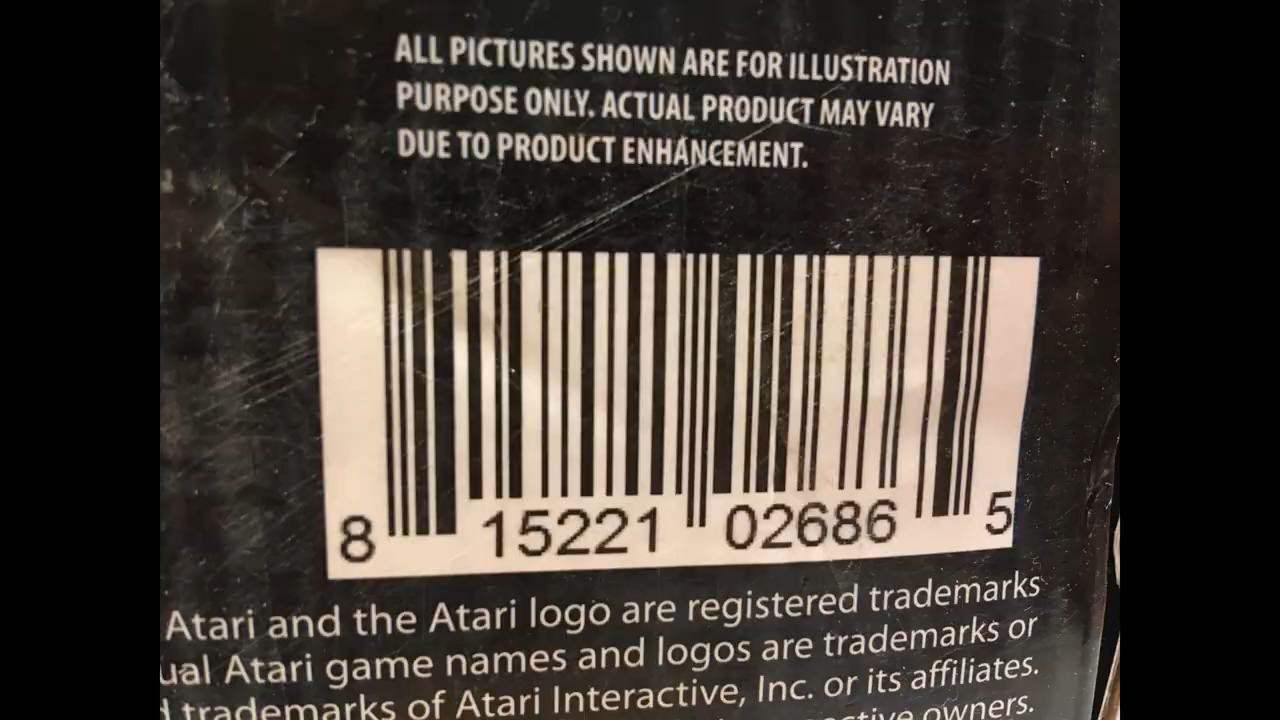 ALL PICTURES SHOWN ARE FOR ILLUSTRATION
PURPOSE ONLY. ACTUAL PRODUCT MAY VARY
DUE TO PRODUCT ENHANCEMENT.
8 15221 02686 5
Atari and the Atari logo are registered trademarks
Atari game names and logos are trademarks or
trademarks of Atari Interactive, Inc. or its affiliates.
owners.